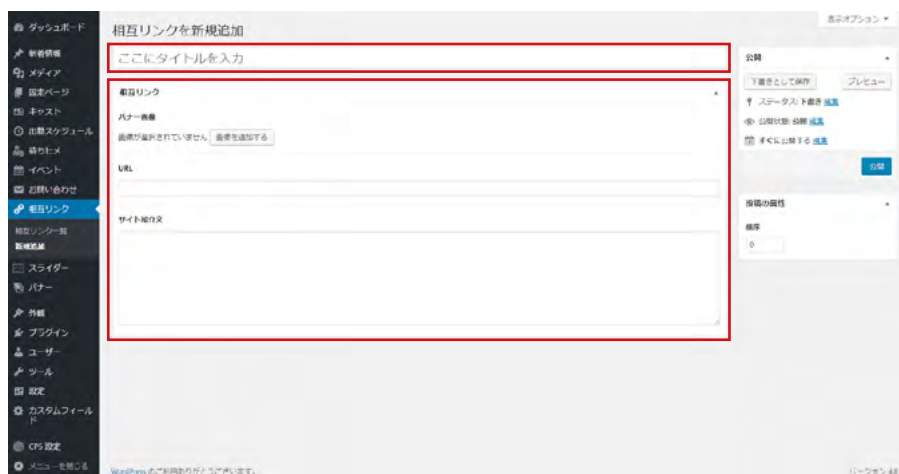 ダッシュボード
新着情報
メディア
固定ページ
キャスト
出勤スケジュール
待ちヒメ
イベント
お問い合わせ
相互リンク
相互リンク一覧
新規追加
スライダー
バナー
外観
プラグイン
ユーザー
ツール
設定
カスタムフィール
ド
CFS 設定
メニューを閉じる
表示オプション
相互リンクを新規追加
ここにタイトルを入力
相互リンク
バナー画像
画像が選択されていません 画像を追加する
URL
サイト紹介文
公開
下書きとして保存 プレビュー
ステータス: 下書き 編集
公開状態: 公開 編集
すぐに公開する 編集
公開
投稿の属性
順序
0
WordPress のご利用ありがとうございます。
バージョン 4.8